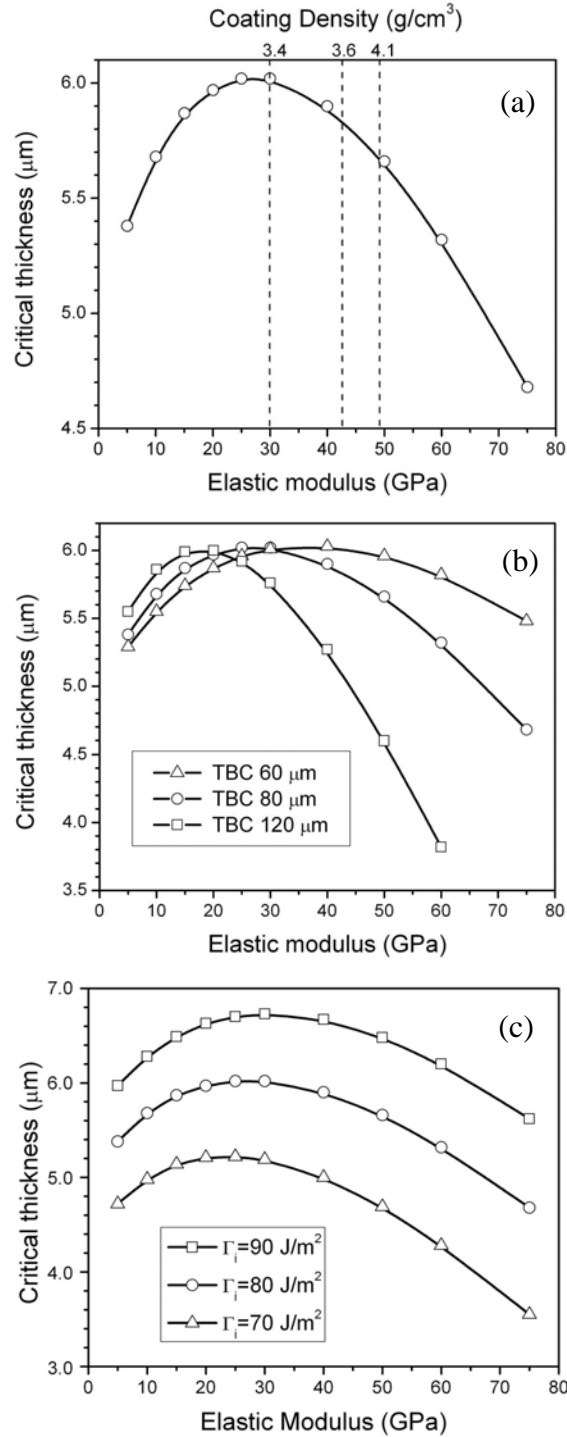 Coating Density (g/cm³)
3.4 3.6 4.1
(a)
6.0
5.5
5.0
4.5
Critical thickness (μm)
0 10 20 30 40 50 60 70 80
Elastic modulus (GPa)
(b)
6.5
6.0
5.5
5.0
4.5
4.0
3.5
Critical thickness (μm)
TBC 60 μm
TBC 80 μm
TBC 120 μm
0 10 20 30 40 50 60 70 80
Elastic modulus (GPa)
(c)
7.0
6.0
5.0
4.0
3.0
Critical thickness (μm)
Γi=90 J/m²
Γi=80 J/m²
Γi=70 J/m²
0 10 20 30 40 50 60 70 80
Elastic Modulus (GPa)